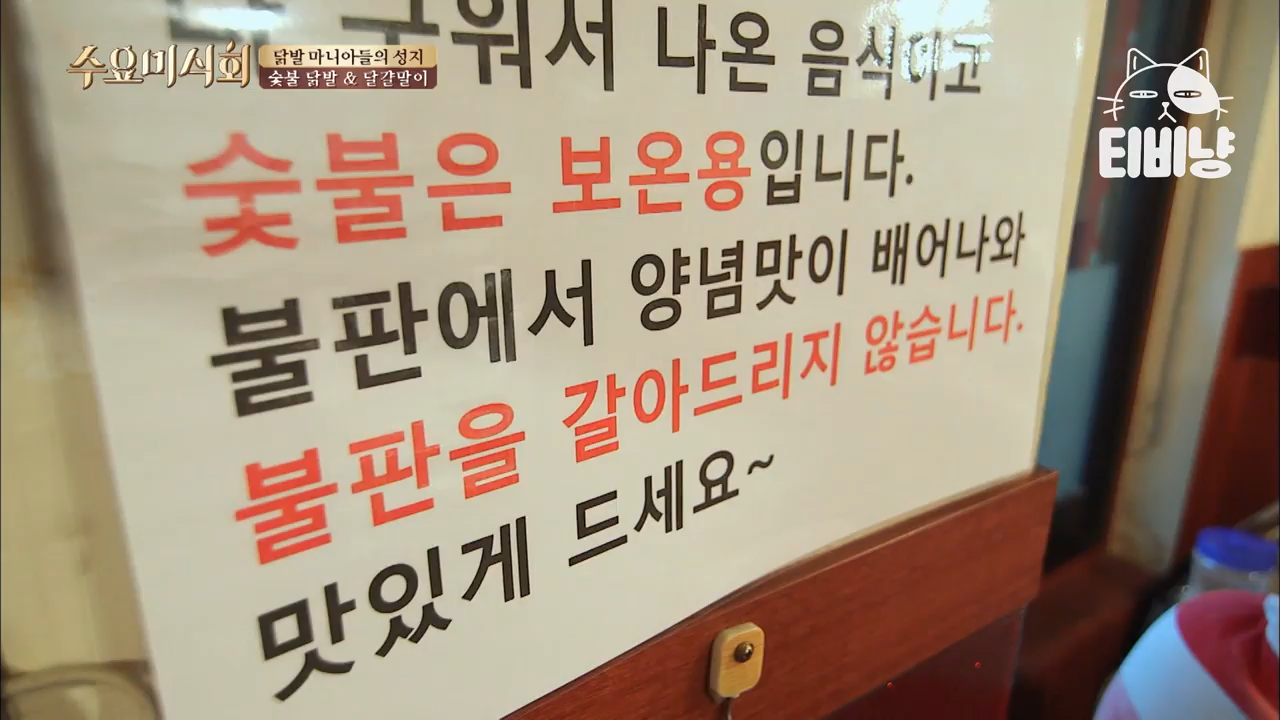 수요미식회
닭발 마니아들의 성지
숯불 닭발 & 달걀말이
티비냥
구워서 나온 음식이고
숯불은 보온용입니다.
불판에서 양념맛이 배어나와
불판을 갈아드리지 않습니다.
맛있게 드세요~